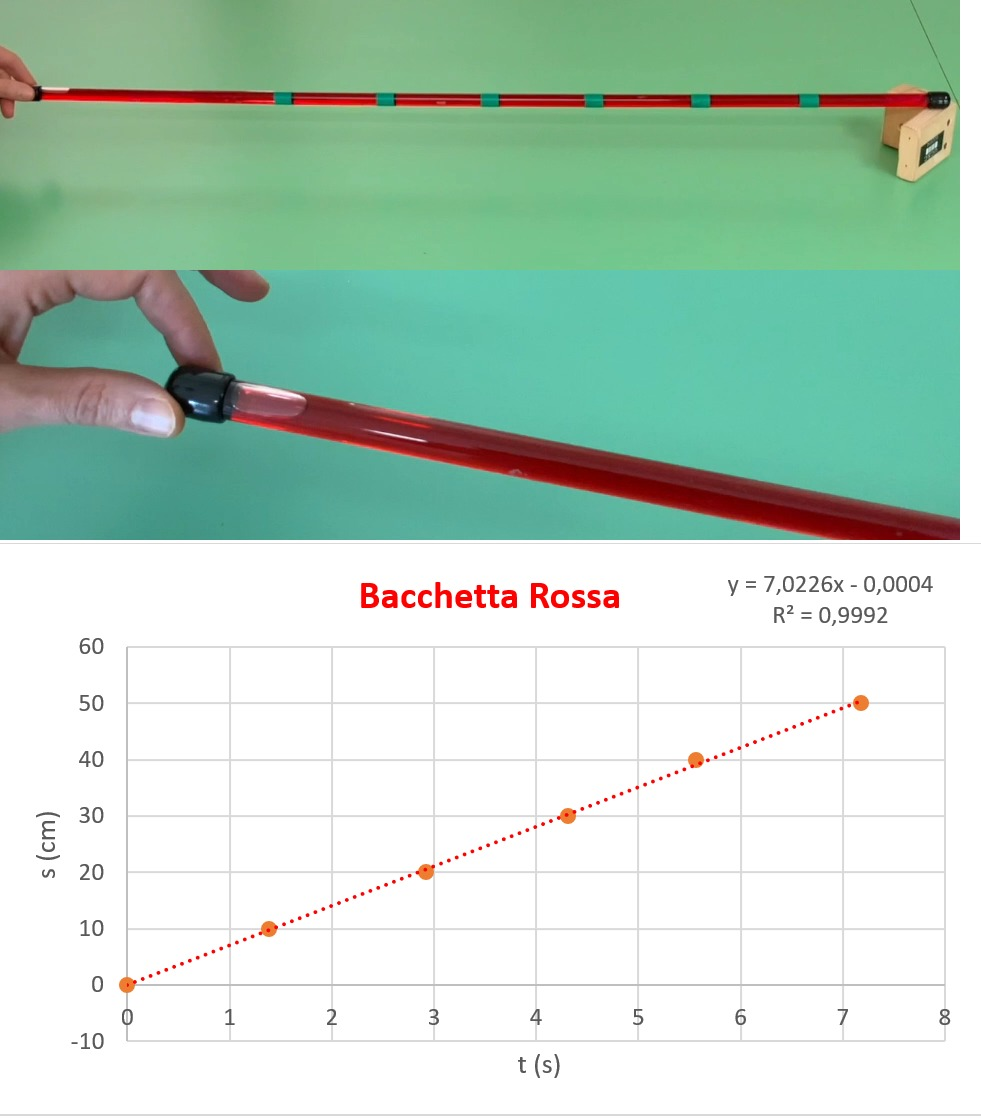 Bacchetta Rossa
y = 7,0226x - 0,0004
R² = 0,9992
60
50
40
30
20
10
0
-10
s (cm)
0 1 2 3 4 5 6 7 8
t (s)